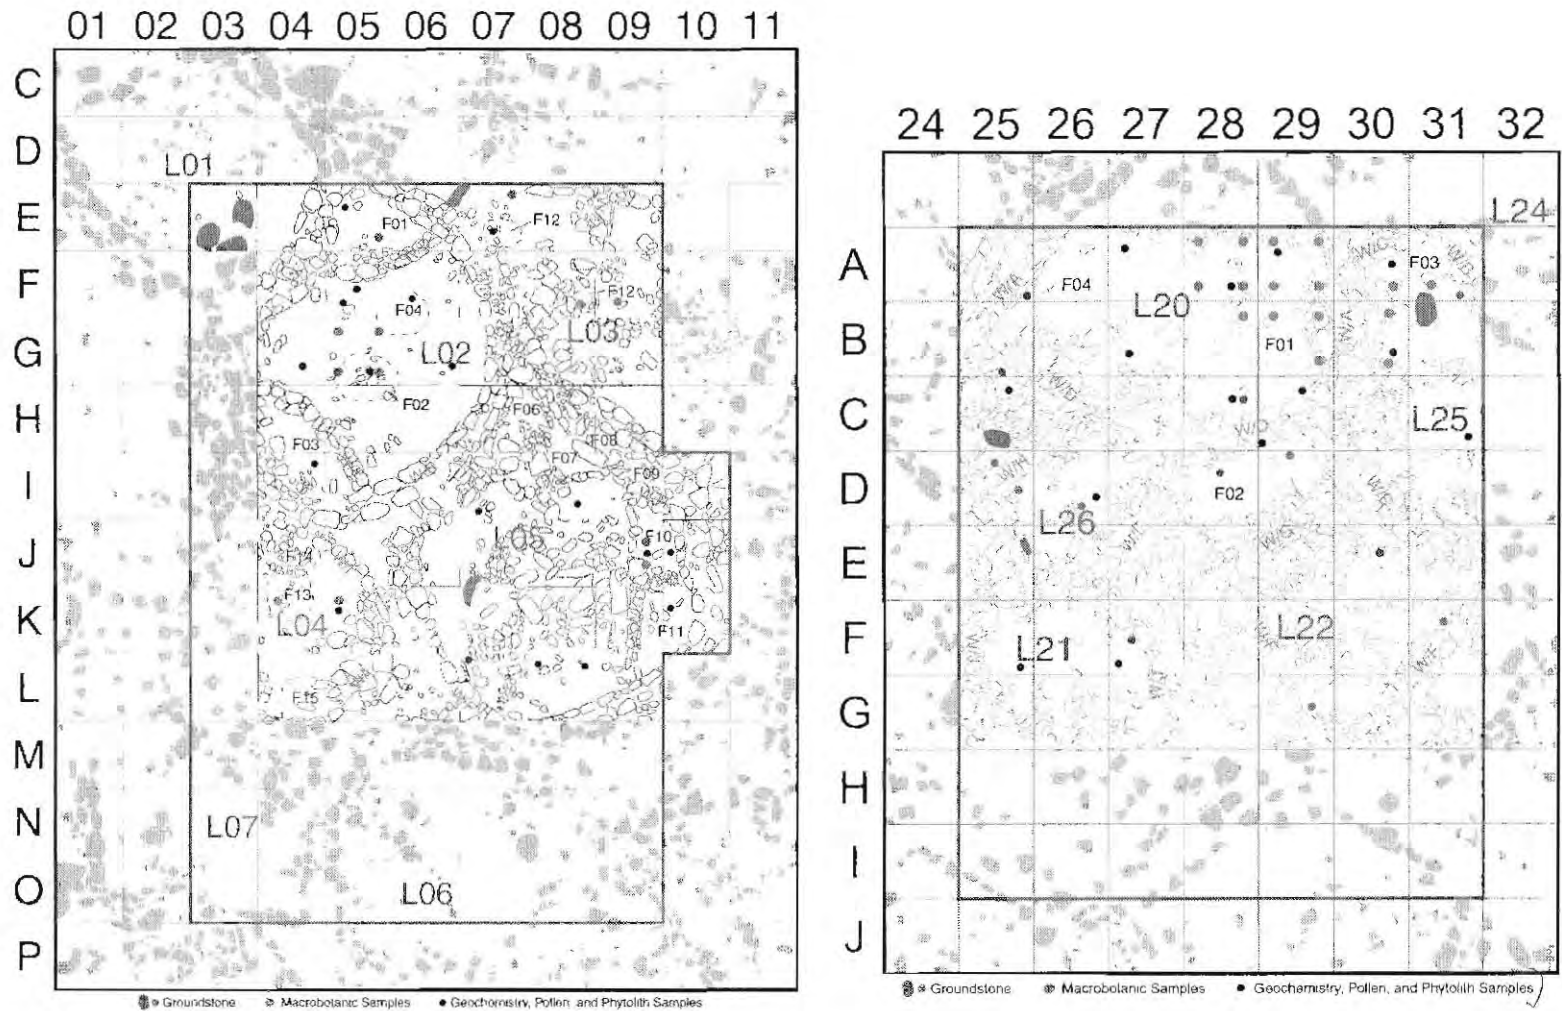 01 02 03 04 05 06 07 08 09 10 11
C
D
L01
E
F01
F12
F
F04
F12
L03
G
L02
H
F02
F06
F03
F08
F07
F09
I
L05
J
F10
F14
F13
K
L04
F11
L
F15
M
N
L07
O
L06
P
Groundstone Macrobotanic Samples Geochemistry, Pollen, and Phytolith Samples
24 25 26 27 28 29 30 31 32
L24
A
W/C
W/B
F03
W/A
F04
L20
B
W/A
F01
C
W/D
L25
W/D
D
W/H
F02
L26
W/G
E
F
L22
L21
W/J
G
H
I
J
Groundstone Macrobotanic Samples Geochemistry, Pollen, and Phytolith Samples